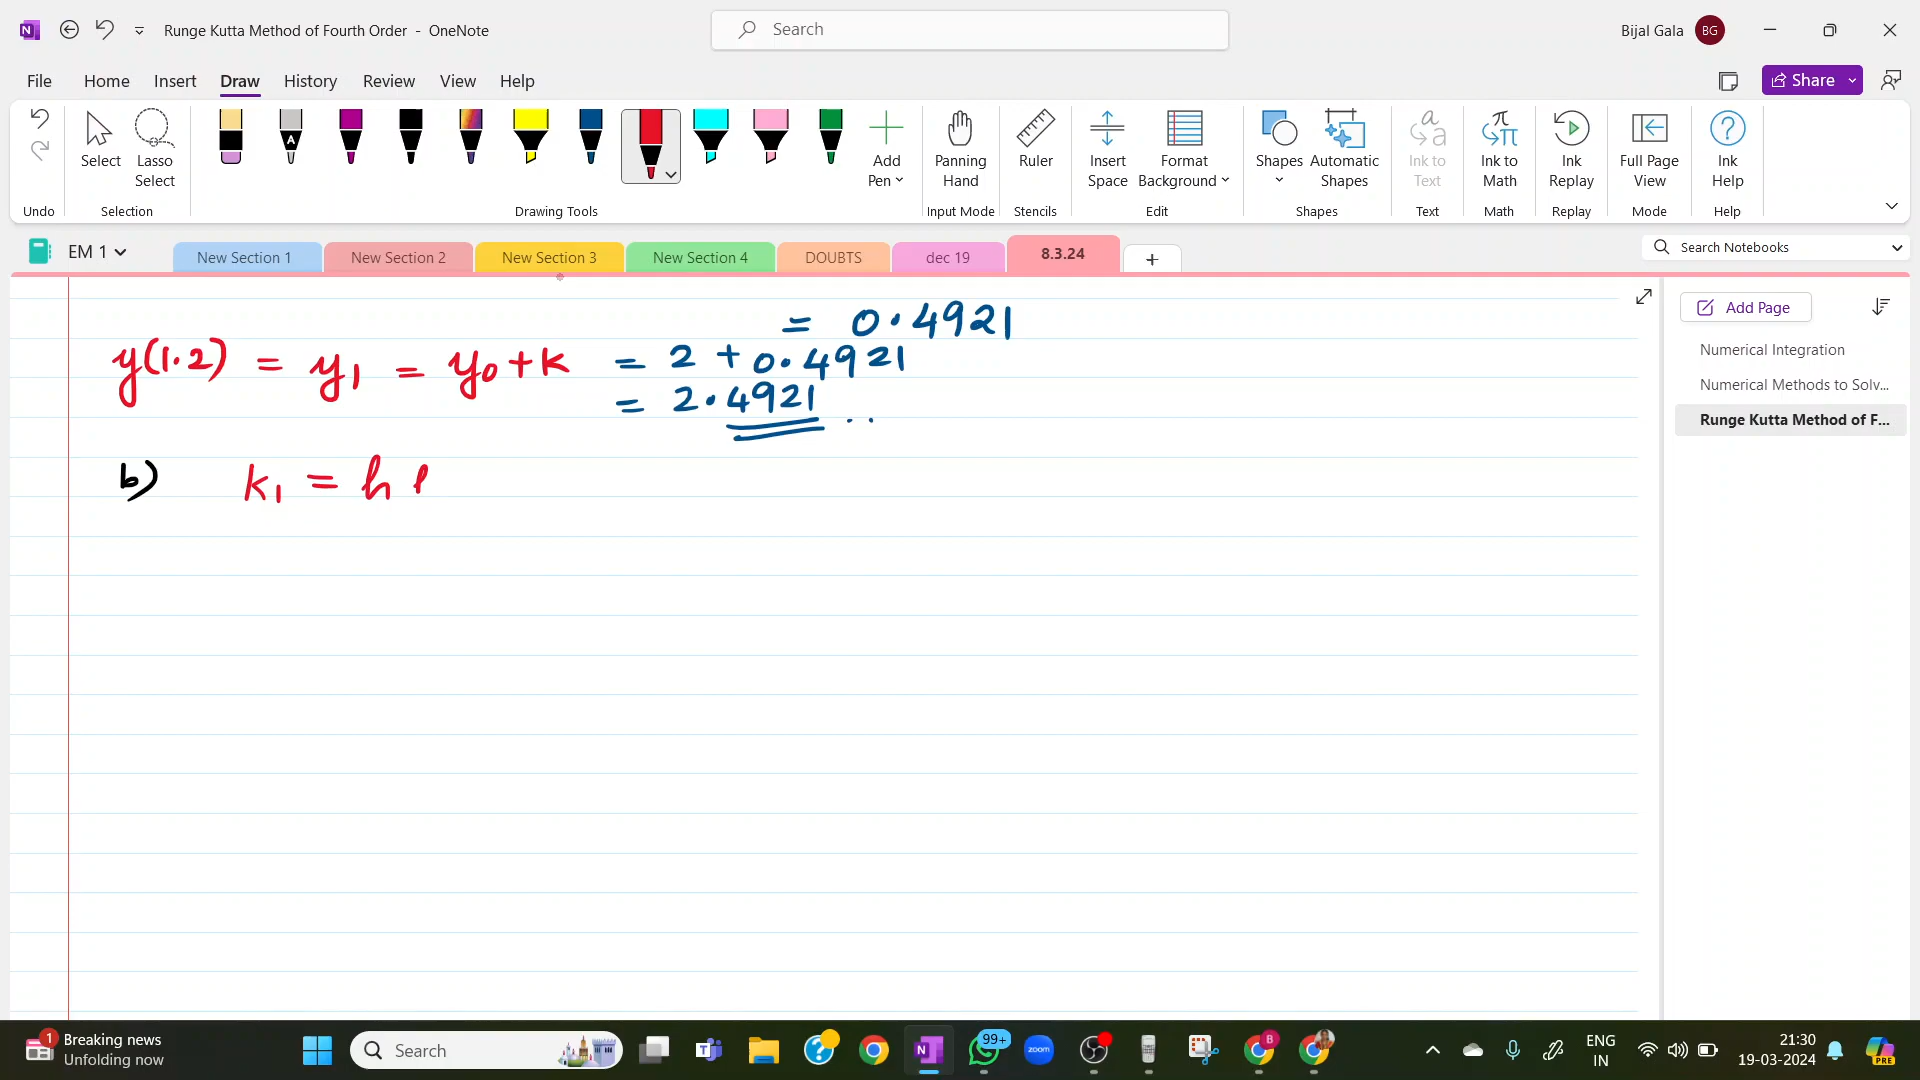 Runge Kutta Method of Fourth Order - OneNote
Search
Bijal Gala
BG
File Home Insert Draw History Review View Help
Share
A
Select
Lasso Select
Add Pen
Panning Hand
Ruler
Insert Space
Format Background
Shapes
Automatic Shapes
Ink to Text
Ink to Math
Ink Replay
Full Page View
Ink Help
Undo Selection Drawing Tools Input Mode Stencils Edit Shapes Text Math Replay Mode Help
EM 1
New Section 1 New Section 2 New Section 3 New Section 4 DOUBTS dec 19 8.3.24 +
Search Notebooks
Add Page
Numerical Integration
Numerical Methods to Solv...
Runge Kutta Method of F...
= 0.4921
y(1.2) = y₁ = y₀ + k = 2 + 0.4921
= 2.4921 ..
b) k₁ = h
1
Breaking news
Unfolding now
Search
99+
zoom
B
ENG
IN
21:30
19-03-2024
PRE